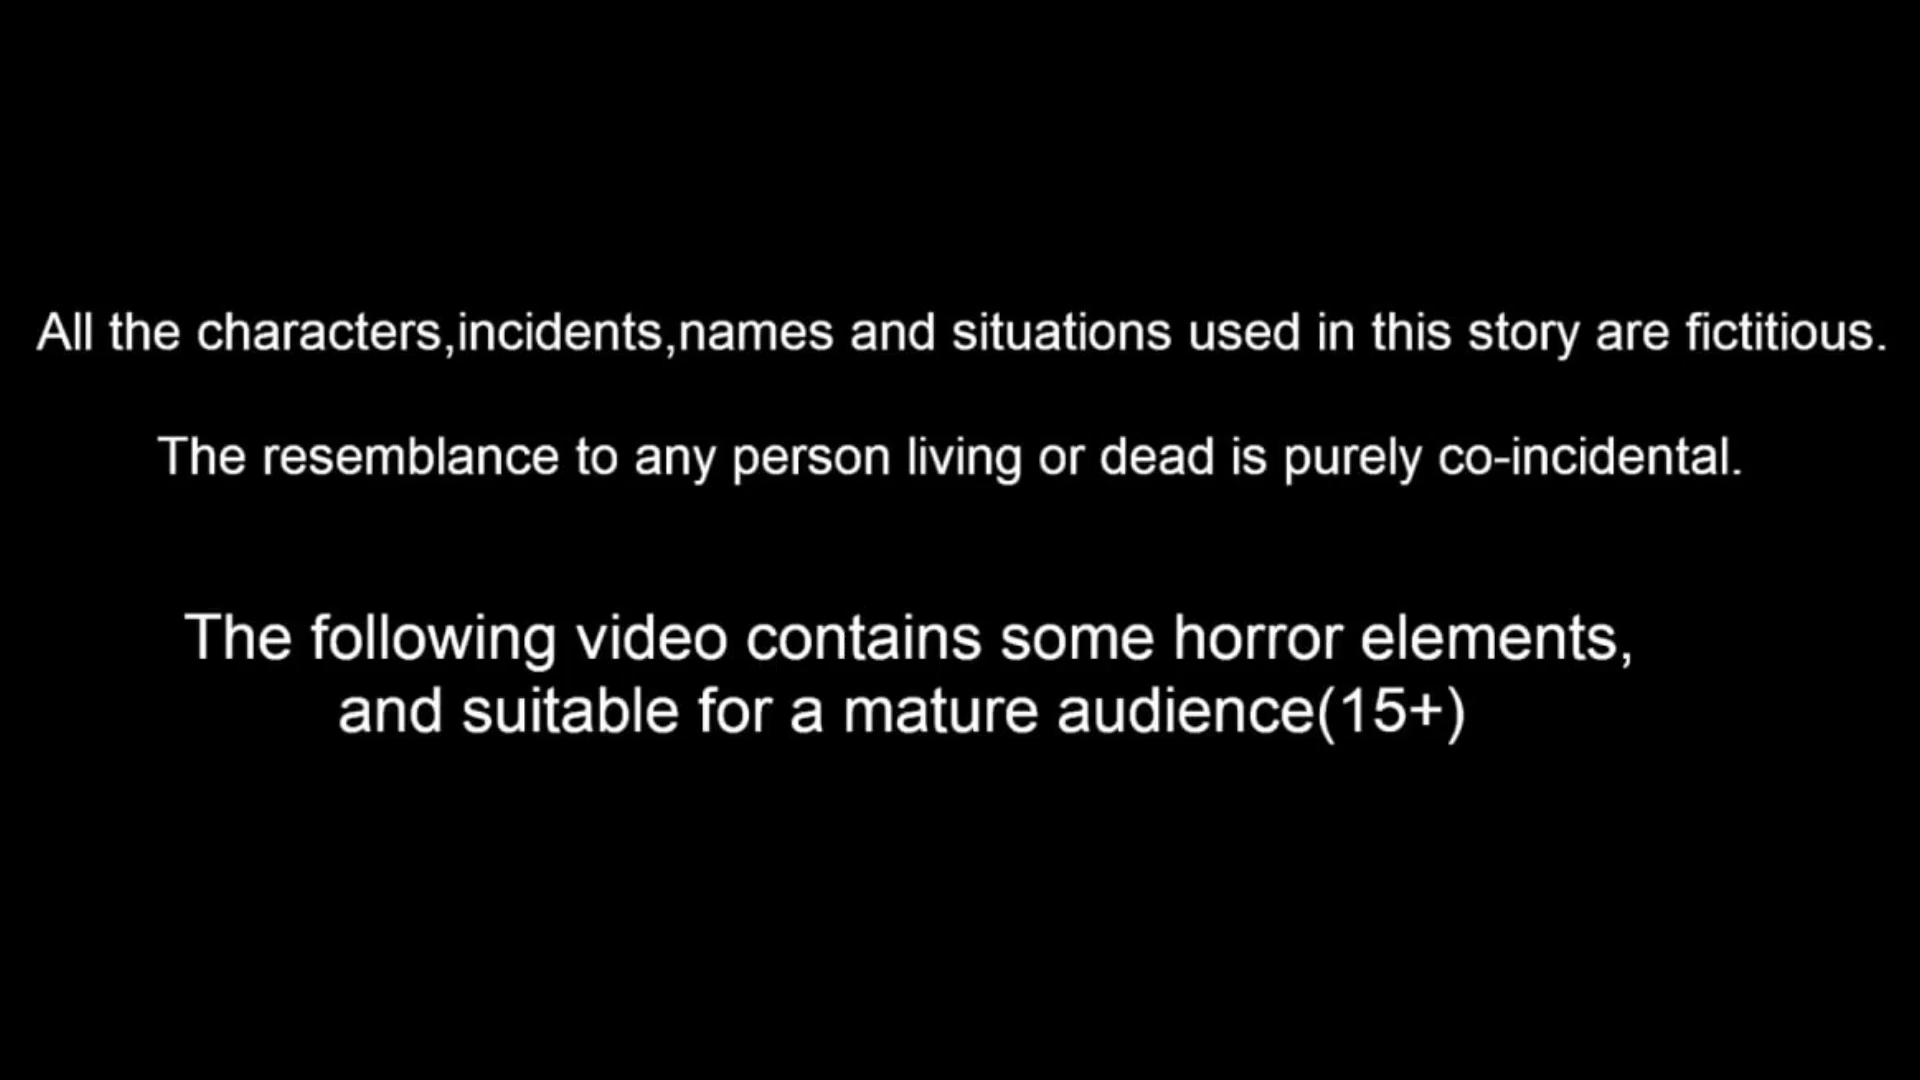 All the characters,incidents,names and situations used in this story are fictitious.
The resemblance to any person living or dead is purely co-incidental.
The following video contains some horror elements,
and suitable for a mature audience(15+)